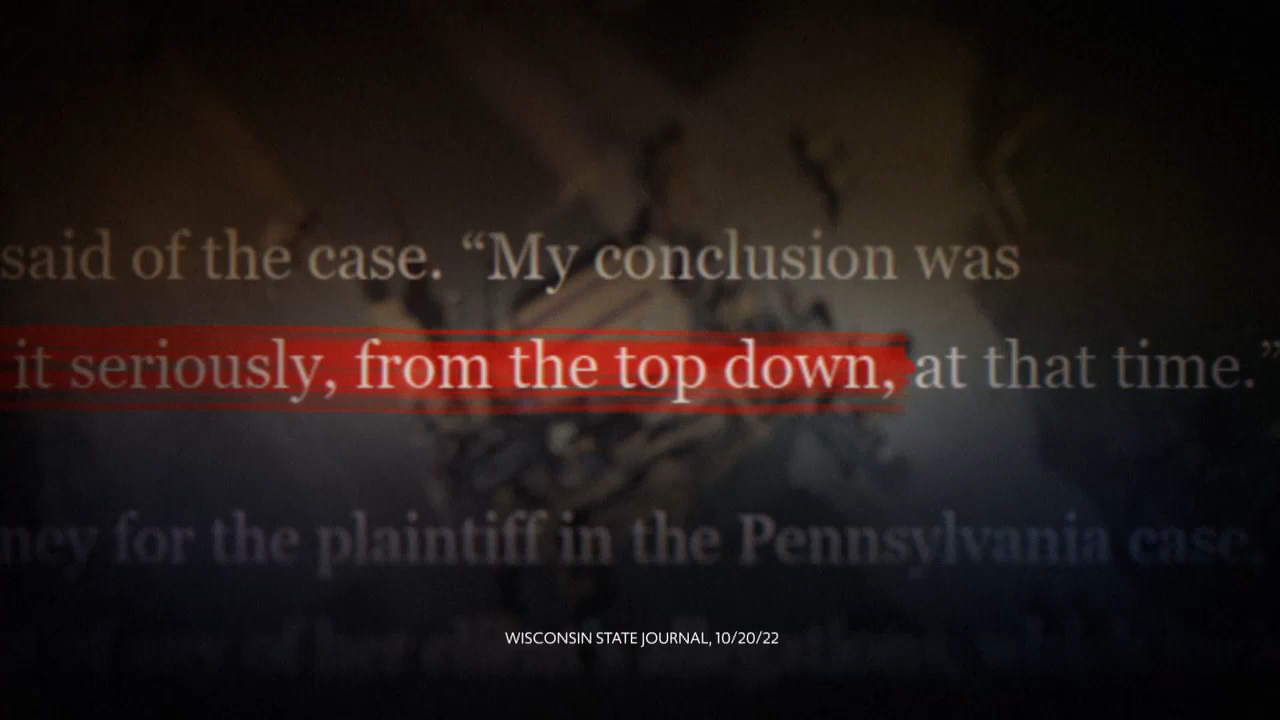 said of the case. “My conclusion was
it seriously, from the top down, at that time.”
ney for the plaintiff in the Pennsylvania case.
WISCONSIN STATE JOURNAL, 10/20/22